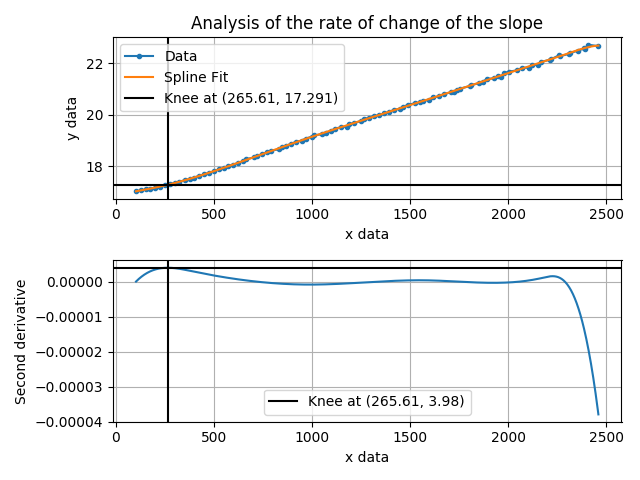 Analysis of the rate of change of the slope
Data
Spline Fit
Knee at (265.61, 17.291)
22
20
18
y data
0 500 1000 1500 2000 2500
x data
0.00000
−0.00001
−0.00002
−0.00003
−0.00004
Second derivative
Knee at (265.61, 3.98)
0 500 1000 1500 2000 2500
x data